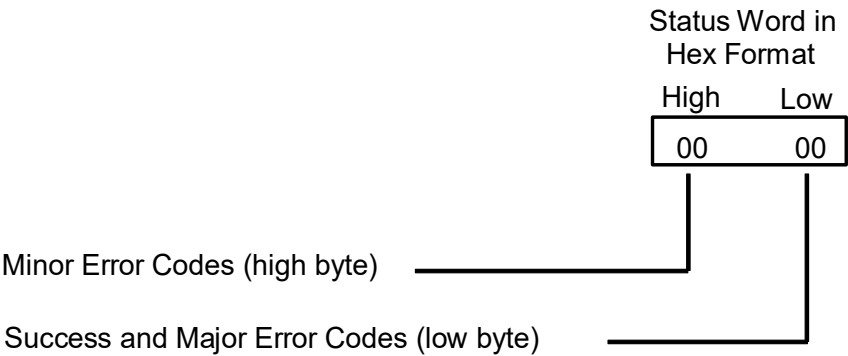 Status Word in
Hex Format
High Low
00 00
Minor Error Codes (high byte)
Success and Major Error Codes (low byte)